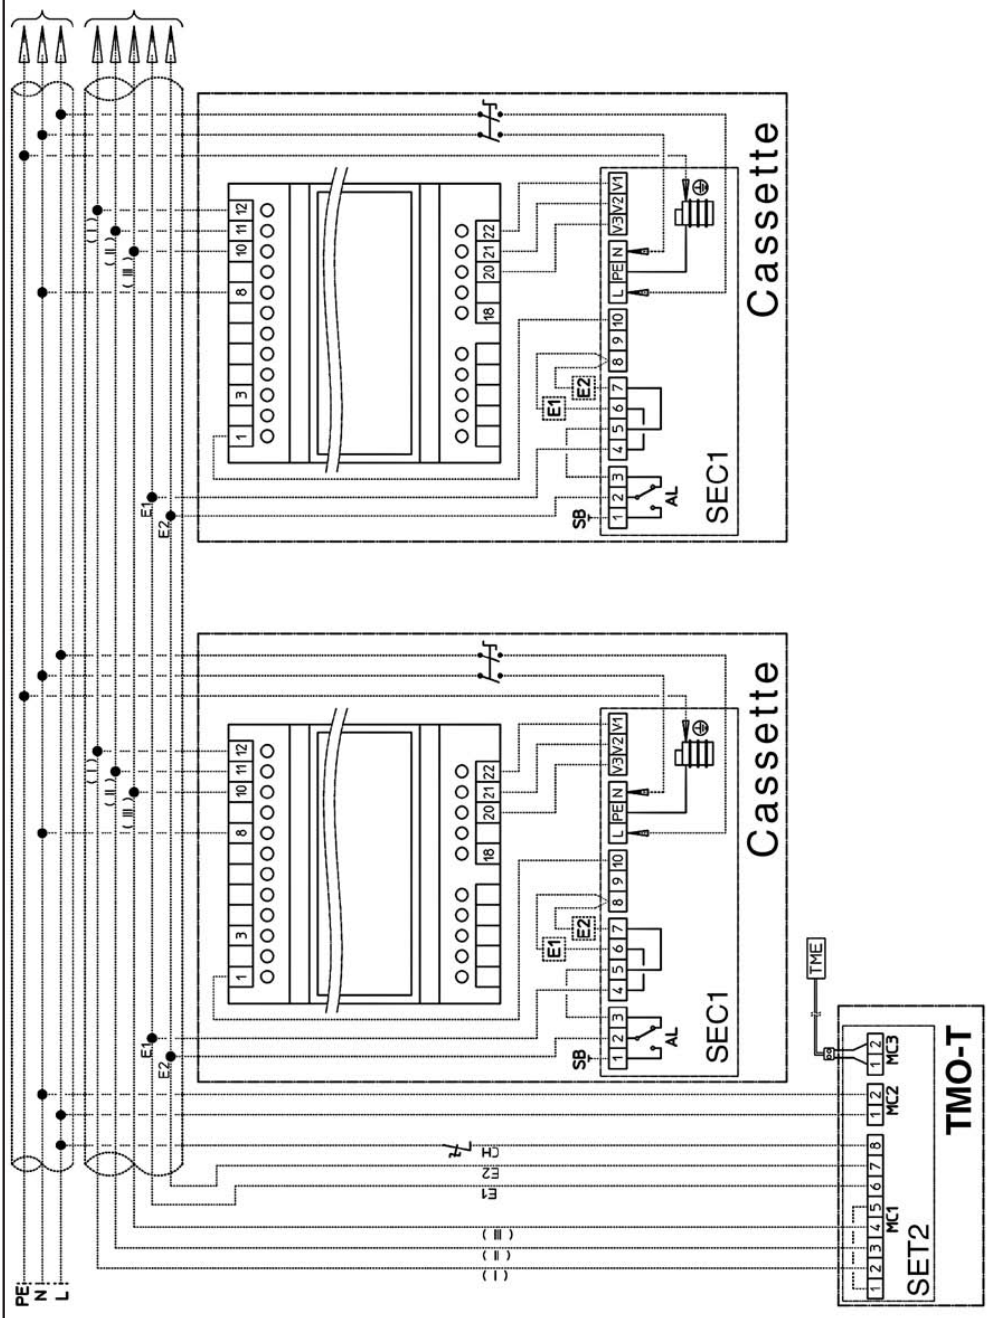 PE
N
L
( I )
( II )
( III )
E1
E2
CH
1 2 3 4 5 6 7 8
MC1
1 2
MC2
1 2
MC3
SET2
TMO-T
TME
E2
E1
( III )
( II )
( I )
1 3 8 10 11 12
18 20 21 22
E1
E2
SB
1 2 3 4 5 6 7 8 9 10 L PE N V3 V2 V1
AL
SEC1
Cassette
E2
E1
( III )
( II )
( I )
1 3 8 10 11 12
18 20 21 22
E1
E2
SB
1 2 3 4 5 6 7 8 9 10 L PE N V3 V2 V1
AL
SEC1
Cassette